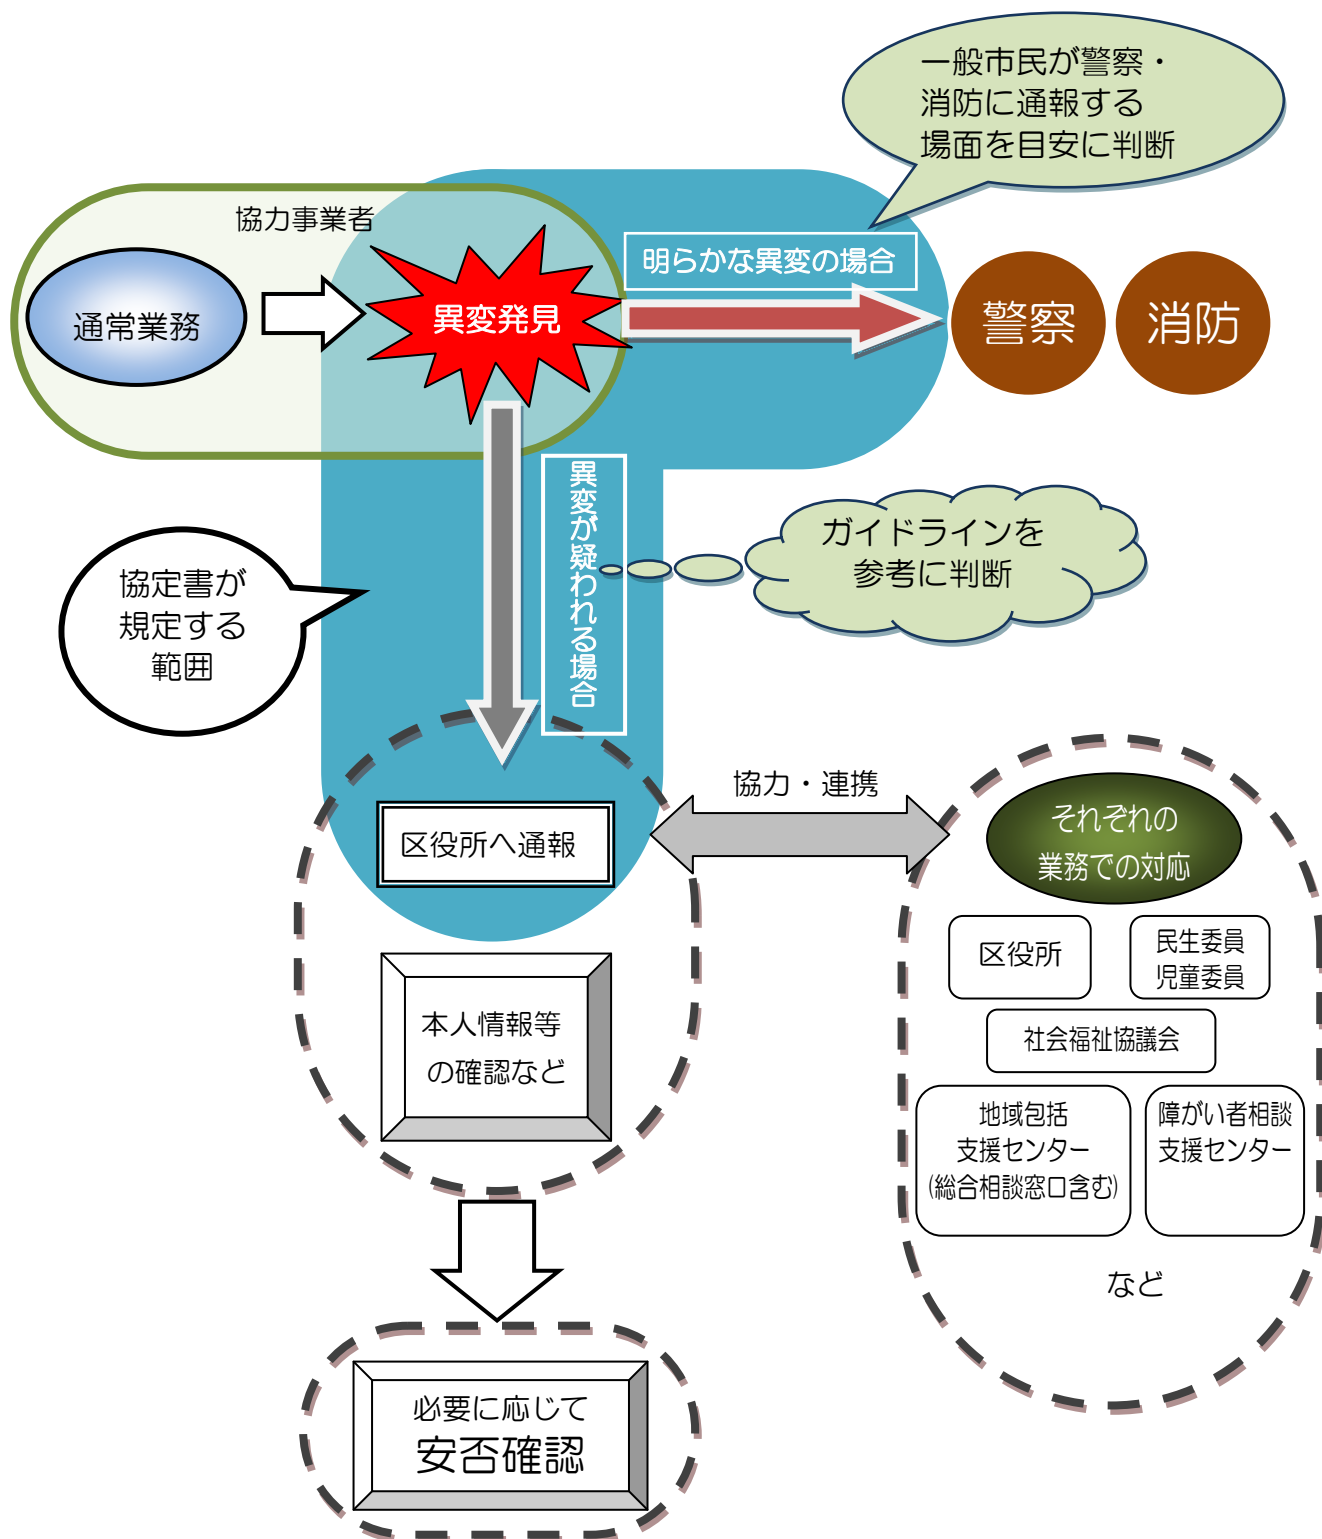 一般市民が警察・
消防に通報する
場面を目安に判断
協力事業者
通常業務
異変発見
明らかな異変の場合
警察
消防
異変が疑われる場合
ガイドラインを
参考に判断
協定書が
規定する
範囲
区役所へ通報
協力・連携
本人情報等
の確認など
それぞれの
業務での対応
区役所
民生委員
児童委員
社会福祉協議会
地域包括
支援センター
(総合相談窓口含む)
障がい者相談
支援センター
など
必要に応じて
安否確認